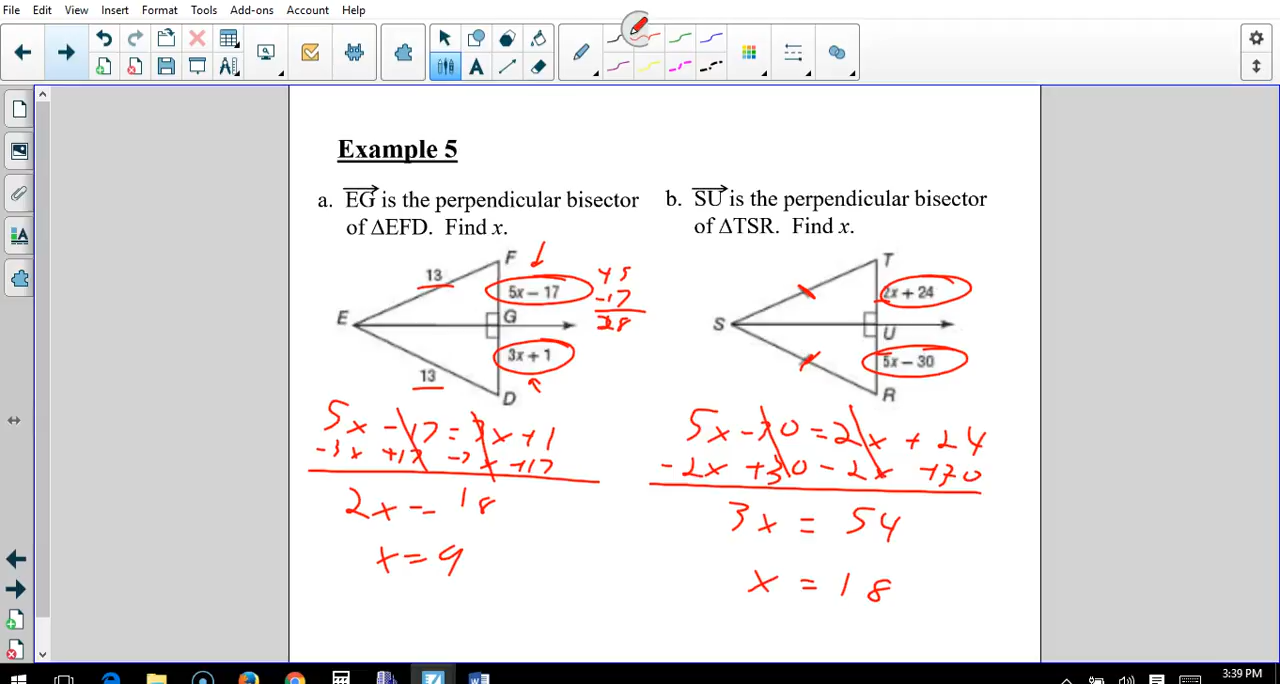 File Edit View Insert Format Tools Add-ons Account Help
Example 5
a. EG is the perpendicular bisector
of ΔEFD. Find x.
b. SU is the perpendicular bisector
of ΔTSR. Find x.
F
13
5x – 17
45
-17
28
E
G
3x + 1
13
D
5x - 17 = 3x + 1
-3x +17 -3x +17
2x = 18
x = 9
T
2x + 24
S
U
5x – 30
R
5x - 30 = 2x + 24
-2x +30 - 2x +30
3x = 54
x = 18
3:39 PM